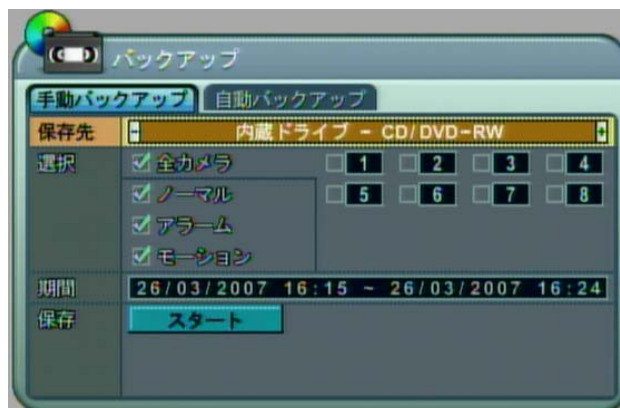 バックアップ
手動バックアップ 自動バックアップ
保存先 - 内蔵ドライブ - CD/DVD-RW +
選択 全カメラ 1 2 3 4
ノーマル 5 6 7 8
アラーム
モーション
期間 26/03/2007 16:15 ~ 26/03/2007 16:24
保存 スタート